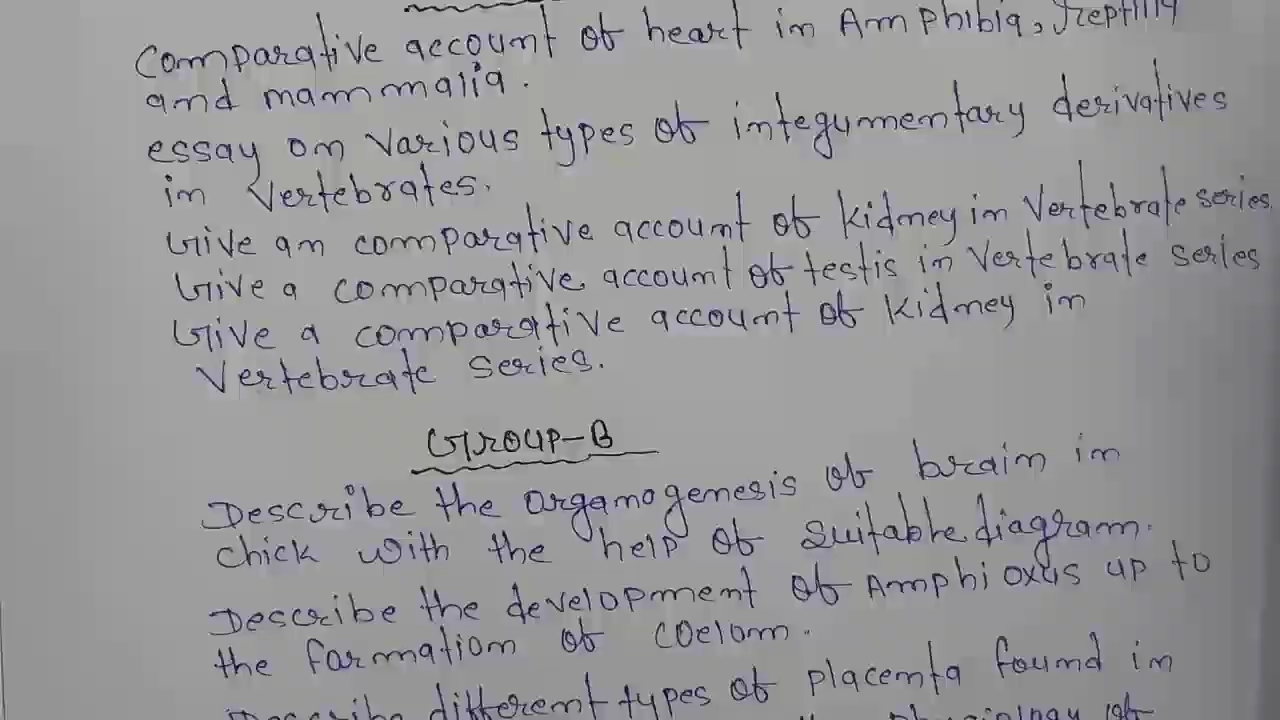 Comparative account of heart in Amphibia, reptilia
and mammalia.
essay on various types of integumentary derivatives
in vertebrates.
Give an comparative account of kidney in Vertebrate series.
Give a comparative account of testis in Vertebrate series
Give a comparative account of kidney in
Vertebrate series.
Group-B
Describe the organogenesis of brain in
chick with the help of suitable diagram.
Describe the development of Amphioxus up to
the formation of coelom.
Describe different types of placenta found in
of